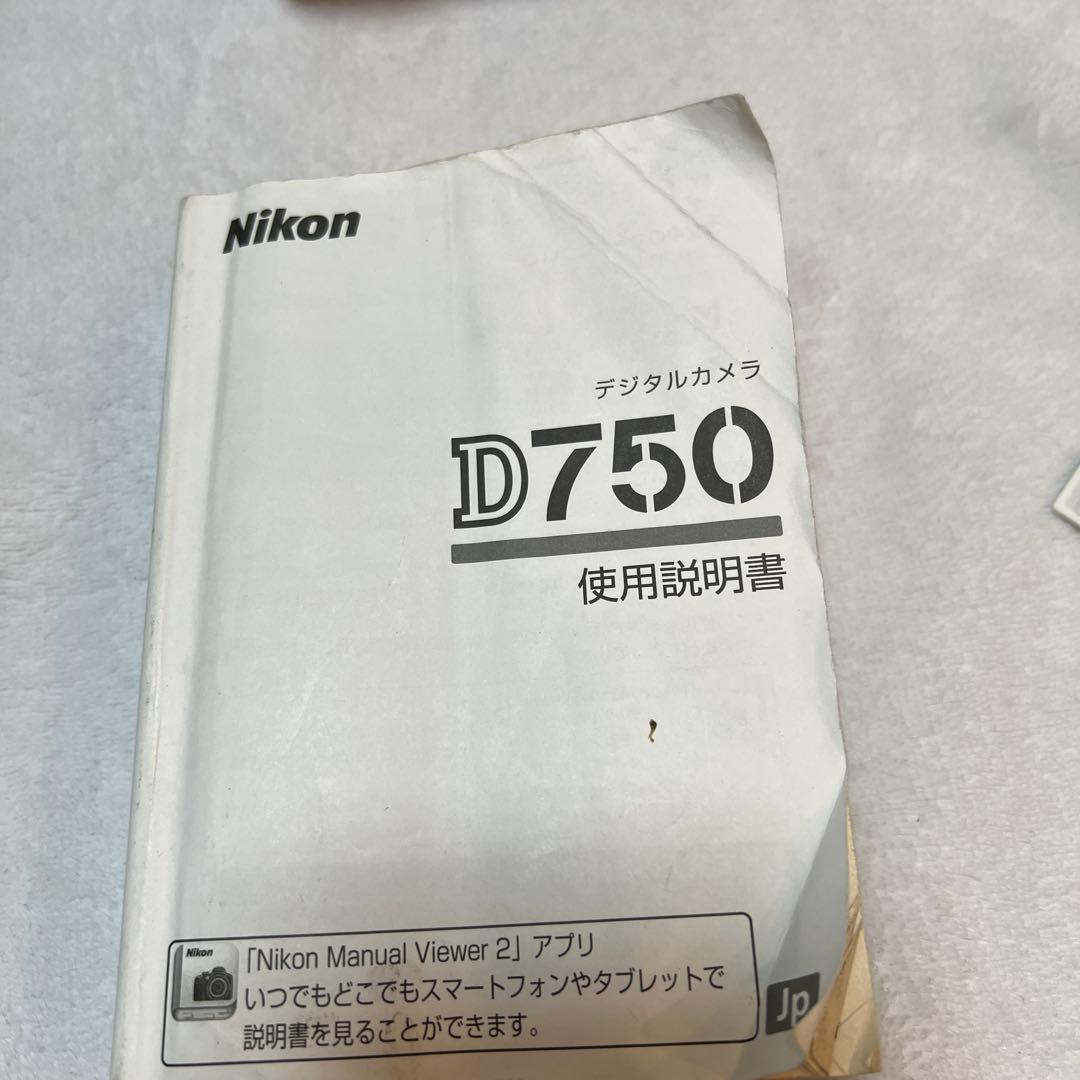 Nikon
デジタルカメラ
D750
使用説明書
Nikon
「Nikon Manual Viewer 2」アプリ
いつでもどこでもスマートフォンやタブレットで
説明書を見ることができます。
Jp